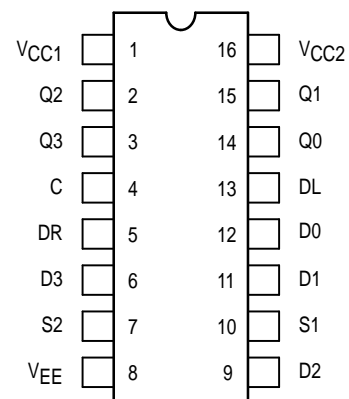 VCC1 1 16 VCC2
Q2 2 15 Q1
Q3 3 14 Q0
C 4 13 DL
DR 5 12 D0
D3 6 11 D1
S2 7 10 S1
VEE 8 9 D2